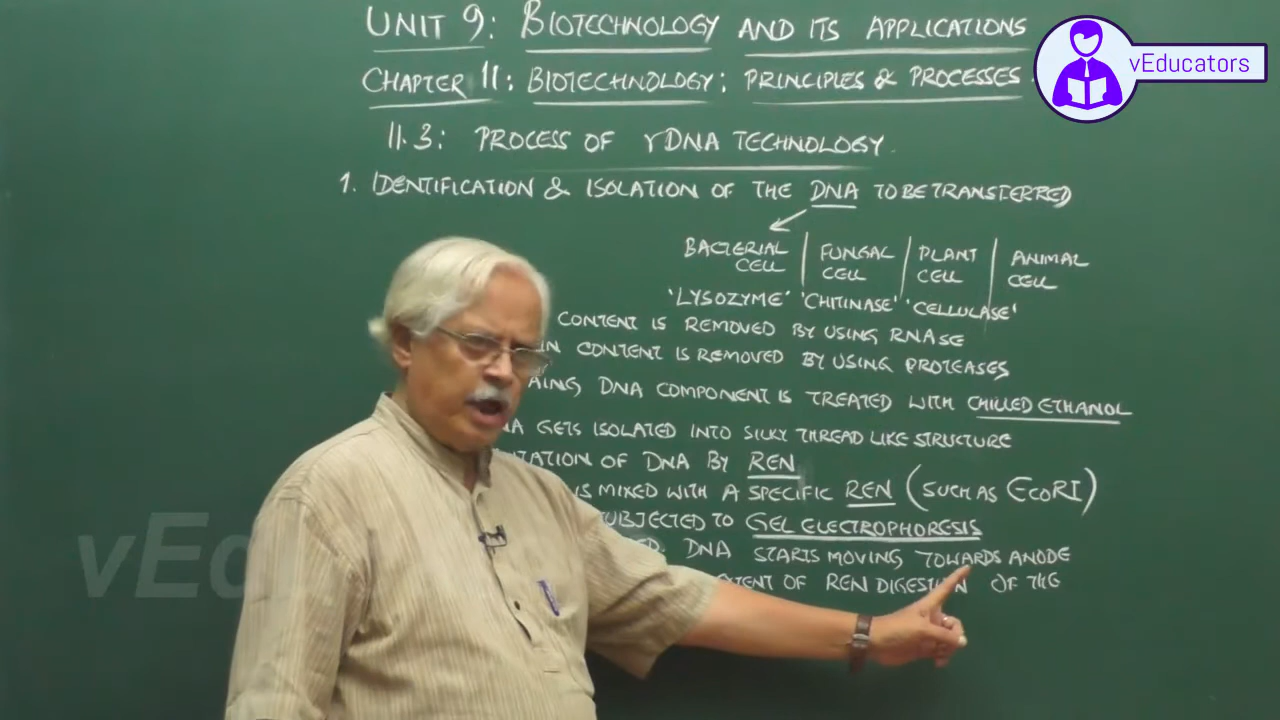 UNIT 9: BIOTECHNOLOGY AND ITS APPLICATIONS
vEducators
CHAPTER 11: BIOTECHNOLOGY: PRINCIPLES & PROCESSES
11.3: PROCESS OF rDNA TECHNOLOGY
1. IDENTIFICATION & ISOLATION OF THE DNA TO BE TRANSFERRED
BACTERIAL CELL
FUNGAL CELL
PLANT CELL
ANIMAL CELL
'LYSOZYME' 'CHITINASE' 'CELLULASE'
CONTENT IS REMOVED BY USING RNASE
CONTENT IS REMOVED BY USING PROTEASES
DNA COMPONENT IS TREATED WITH CHILLED ETHANOL
GETS ISOLATED INTO SILKY THREAD LIKE STRUCTURE
OF DNA BY REN
IS MIXED WITH A SPECIFIC REN (SUCH AS ECORI)
SUBJECTED TO GEL ELECTROPHORESIS
DNA STARTS MOVING TOWARDS ANODE
OF REN DIGESTION OF THE
vEd